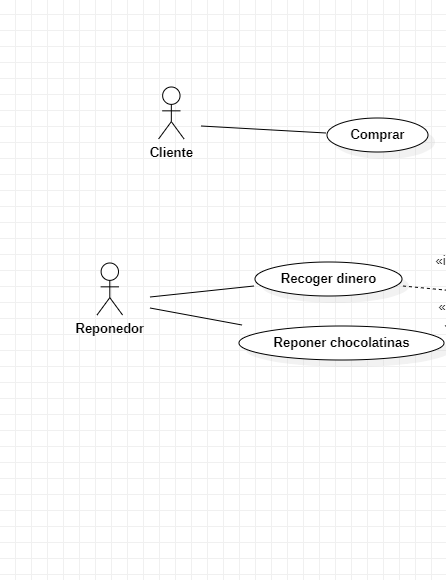 Comprar
Cliente
«i
Recoger dinero
«
Reponedor
Reponer chocolatinas